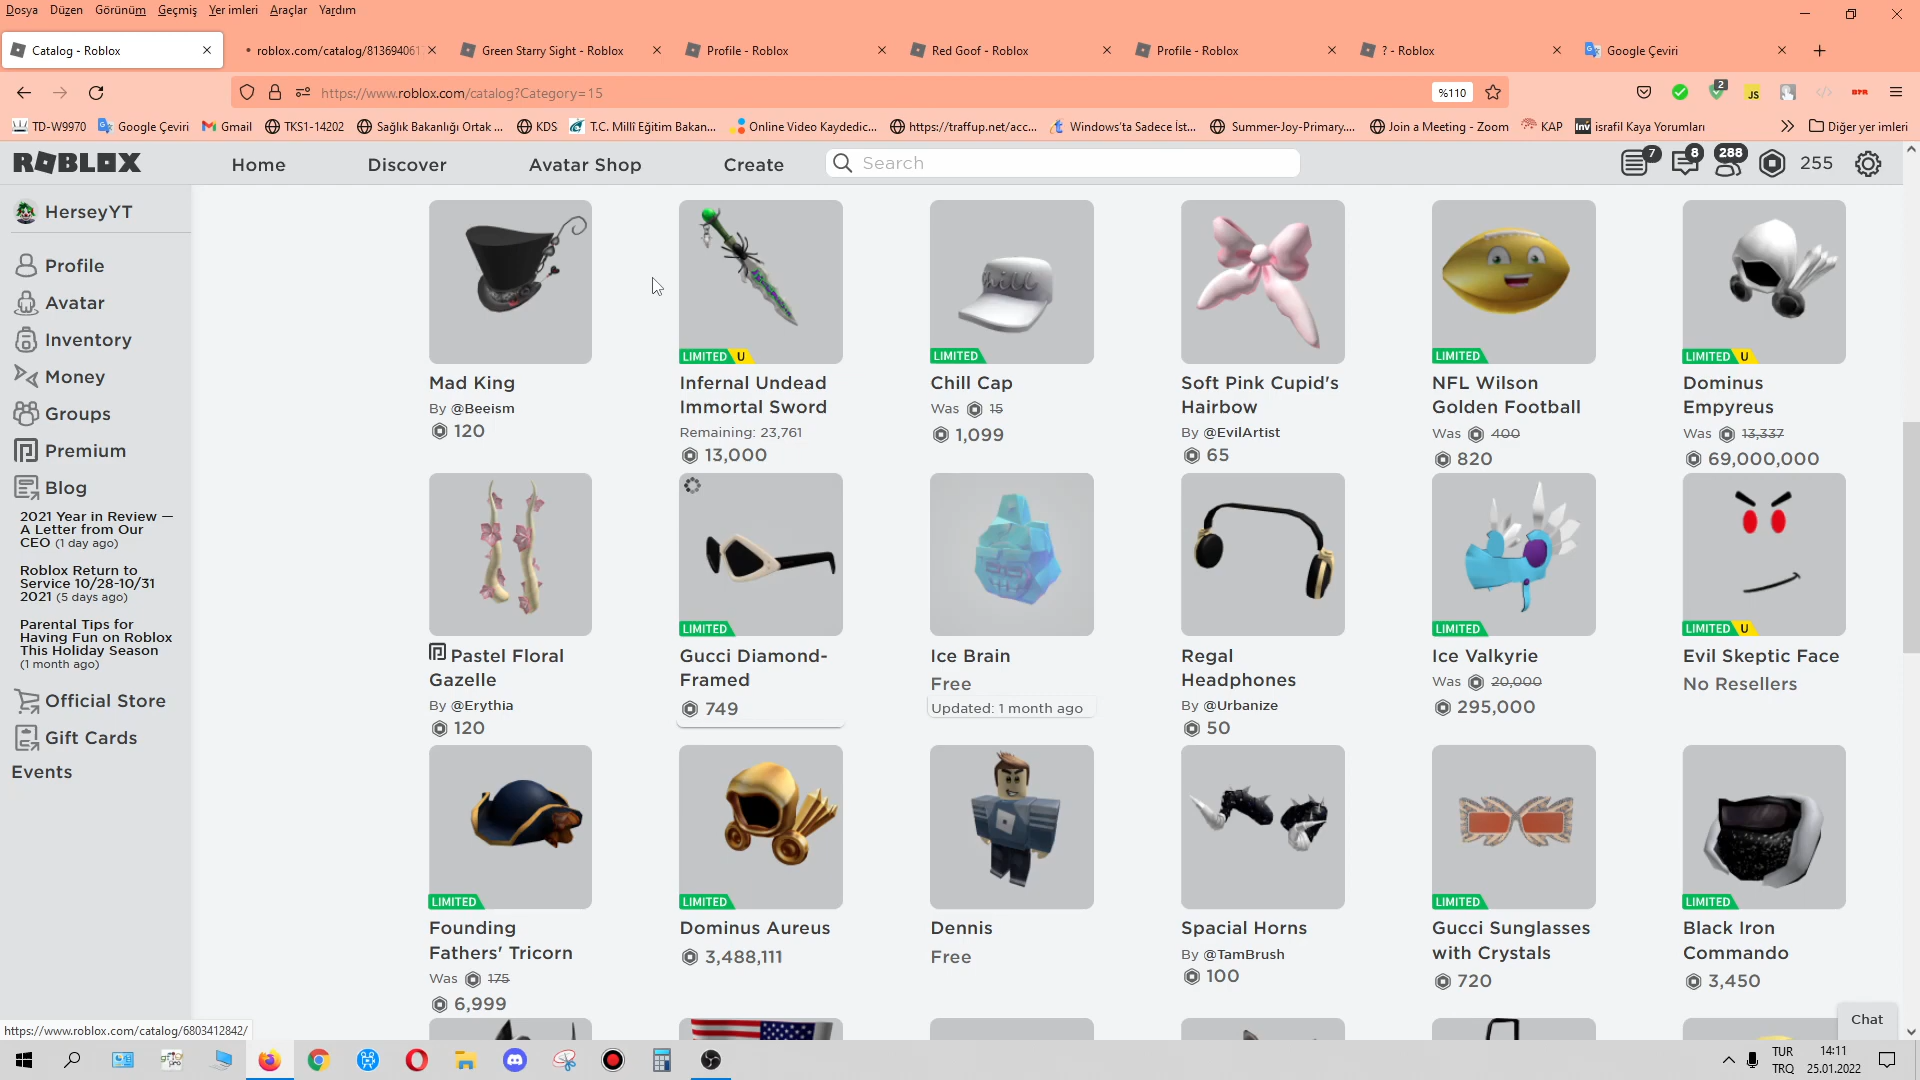 Dosya Düzen Görünüm Geçmiş Yer imleri Araçlar Yardım
Catalog - Roblox
roblox.com/catalog/813694061
Green Starry Sight - Roblox
Profile - Roblox
Red Goof - Roblox
Profile - Roblox
? - Roblox
Google Çeviri
https://www.roblox.com/catalog?Category=15
%110
2
JS
TD-W9970
Google Çeviri
Gmail
TKS1-14202
Sağlık Bakanlığı Ortak ...
KDS
T.C. Millî Eğitim Bakan...
Online Video Kaydedic...
https://traffup.net/acc...
Windows'ta Sadece İst...
Summer-Joy-Primary....
Join a Meeting - Zoom
KAP
Inv
israfil Kaya Yorumları
Diğer yer imleri
ROBLOX
Home
Discover
Avatar Shop
Create
Search
7
8
288
255
HerseyYT
Profile
Avatar
Inventory
Money
Groups
Premium
Blog
2021 Year in Review —
A Letter from Our
CEO (1 day ago)
Roblox Return to
Service 10/28-10/31
2021 (5 days ago)
Parental Tips for
Having Fun on Roblox
This Holiday Season
(1 month ago)
Official Store
Gift Cards
Events
Mad King
By @Beeism
120
LIMITED U
Infernal Undead
Immortal Sword
Remaining: 23,761
13,000
Chill
LIMITED
Chill Cap
Was 15
1,099
Soft Pink Cupid's
Hairbow
By @EvilArtist
65
LIMITED
NFL Wilson
Golden Football
Was 400
820
LIMITED U
Dominus
Empyreus
Was 13,337
69,000,000
Pastel Floral
Gazelle
By @Erythia
120
LIMITED
Gucci Diamond-
Framed
749
Ice Brain
Free
Updated: 1 month ago
Regal
Headphones
By @Urbanize
50
LIMITED
Ice Valkyrie
Was 20,000
295,000
LIMITED U
Evil Skeptic Face
No Resellers
LIMITED
Founding
Fathers' Tricorn
Was 175
6,999
LIMITED
Dominus Aureus
3,488,111
Dennis
Free
Spacial Horns
By @TamBrush
100
LIMITED
Gucci Sunglasses
with Crystals
720
LIMITED
Black Iron
Commando
3,450
Chat
https://www.roblox.com/catalog/6803412842/
TUR
TRQ
14:11
25.01.2022